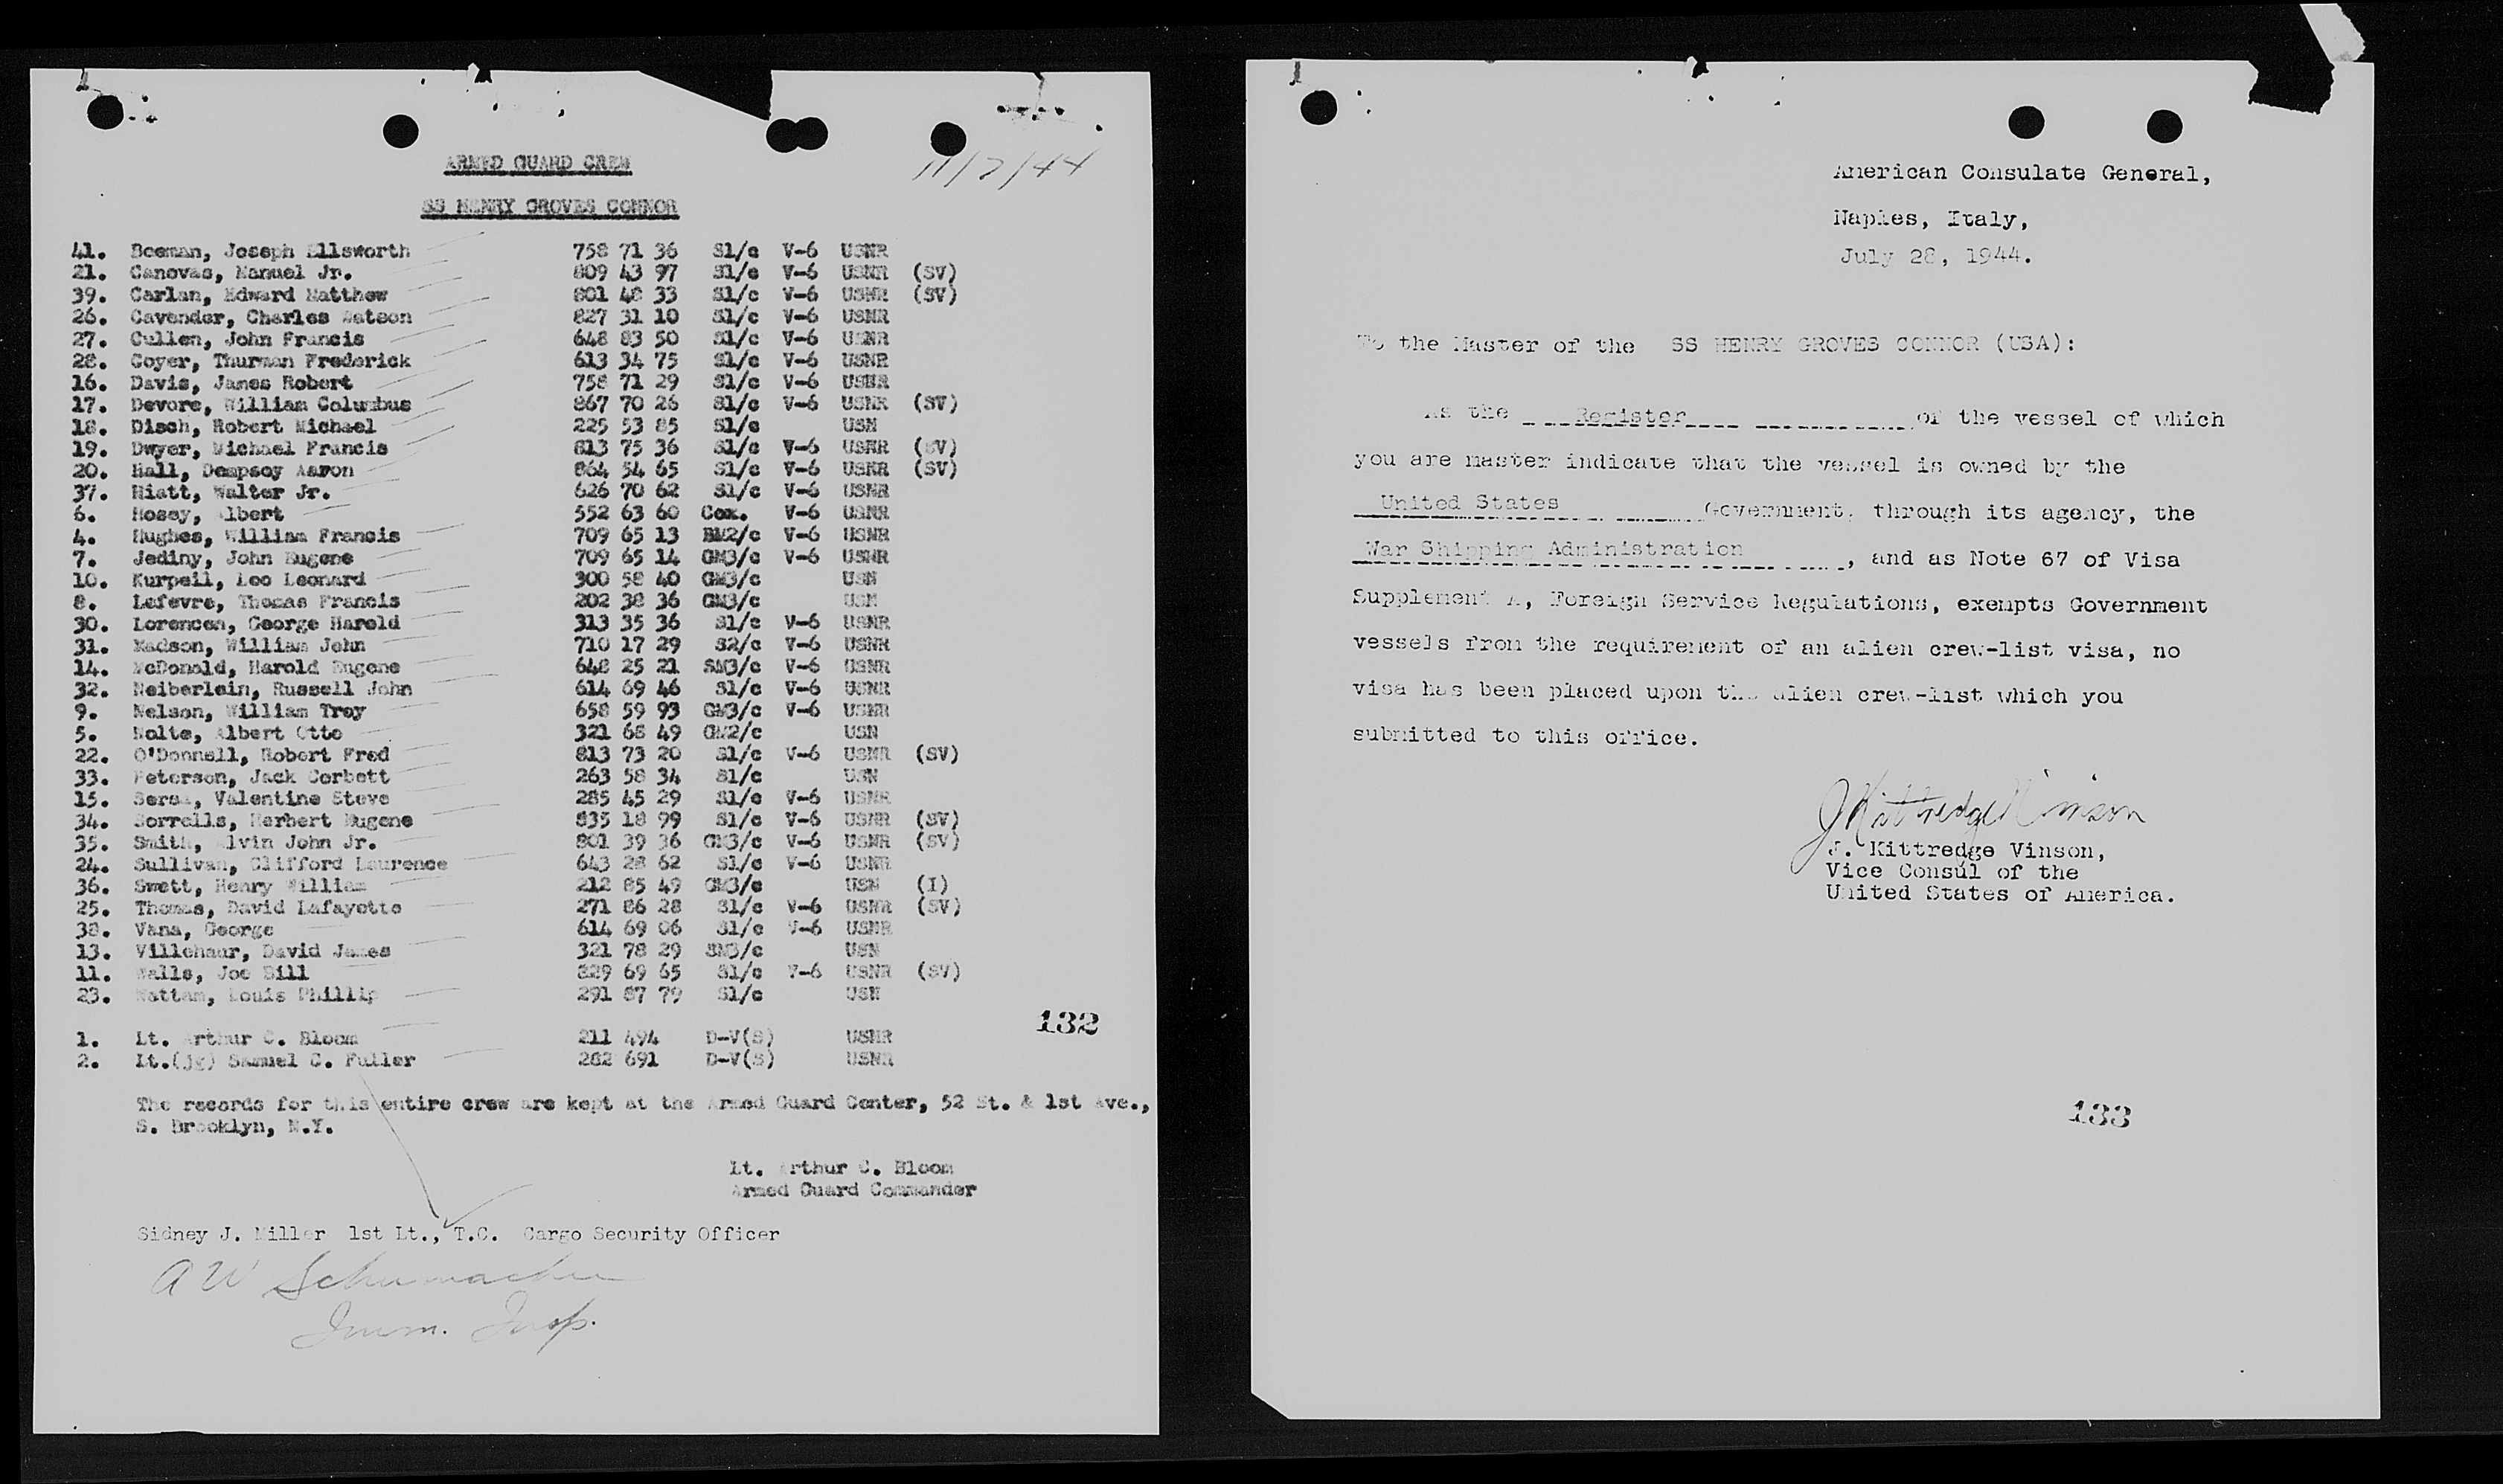 ARMED GUARD CREW
11/7/44
SS HENRY GROVES CONNOR
41. Boeman, Joseph Ellsworth 758 71 36 S1/c V-6 USNR
21. Canovas, Manuel Jr. 809 43 97 S1/c V-6 USNR (SV)
39. Carlan, Edward Matthew 801 48 33 S1/c V-6 USNR (SV)
26. Cavender, Charles Watson 827 31 10 S1/c V-6 USNR
27. Cullen, John Francis 648 83 50 S1/c V-6 USNR
28. Coyer, Thurman Frederick 613 34 75 S1/c V-6 USNR
16. Davis, James Robert 758 71 29 S1/c V-6 USNR
17. Devore, William Columbus 867 70 26 S1/c V-6 USNR (SV)
18. Disch, Robert Michael 225 53 85 S1/c USN
19. Dwyer, Michael Francis 813 75 36 S1/c V-6 USNR (SV)
20. Hall, Dempsey Aaron 864 54 65 S1/c V-6 USNR (SV)
37. Hiatt, Walter Jr. 626 70 62 S1/c V-6 USNR
6. Hosey, Albert 552 63 60 Cox. V-6 USNR
4. Hughes, William Francis 709 65 13 BM2/c V-6 USNR
7. Jediny, John Eugene 709 65 14 GM3/c V-6 USNR
10. Kurpeil, Leo Leonard 300 58 40 GM3/c USN
8. Lefevre, Thomas Francis 202 38 36 GM3/c USN
30. Lorencen, George Harold 313 35 36 S1/c V-6 USNR
31. Madson, William John 710 17 29 S2/c V-6 USNR
14. McDonald, Harold Eugene 648 25 21 SM3/c V-6 USNR
32. Neiberlein, Russell John 614 69 46 S1/c V-6 USNR
9. Nelson, William Troy 658 59 93 GM3/c V-6 USNR
5. Nolte, Albert Otto 321 68 49 GM2/c USN
22. O'Donnell, Robert Fred 813 73 20 S1/c V-6 USNR (SV)
33. Peterson, Jack Corbett 263 58 34 S1/c USN
15. Sersa, Valentine Steve 285 45 29 S1/c V-6 USNR
34. Sorrells, Herbert Eugene 835 18 99 S1/c V-6 USNR (SV)
35. Smith, Alvin John Jr. 801 39 36 GM3/c V-6 USNR (SV)
24. Sullivan, Clifford Laurence 643 28 62 S1/c V-6 USNR
36. Swett, Henry William 212 85 49 GM3/c USN (I)
25. Thomas, David Lafayette 271 86 28 S1/c V-6 USNR (SV)
38. Vana, George 614 69 06 S1/c V-6 USNR
13. Villehaur, David James 321 78 29 SM3/c USN
11. Walls, Joe Bill 829 69 65 S1/c V-6 USNR (SV)
23. Wattam, Louis Phillip 291 87 79 S1/c USN
132
1. Lt. Arthur C. Bloom 211 494 D-V(S) USNR
2. Lt.(jg) Samuel C. Fuller 282 691 D-V(S) USNR
The records for this entire crew are kept at the Armed Guard Center, 52 St. & 1st Ave.,
S. Brooklyn, N.Y.
Lt. Arthur C. Bloom
Armed Guard Commander
Sidney J. Miller 1st Lt., T.C. Cargo Security Officer
A W Schumacher
Imm. Insp.
American Consulate General,
Naples, Italy,
July 28, 1944.
To the Master of the SS HENRY GROVES CONNOR (USA):
As the Register of the vessel of which
you are master indicate that the vessel is owned by the
United States Government, through its agency, the
War Shipping Administration, and as Note 67 of Visa
Supplement A, Foreign Service Regulations, exempts Government
vessels from the requirement of an alien crew-list visa, no
visa has been placed upon the alien crew-list which you
submitted to this office.
J Kittredge Vinson
J. Kittredge Vinson,
Vice Consul of the
United States of America.
133